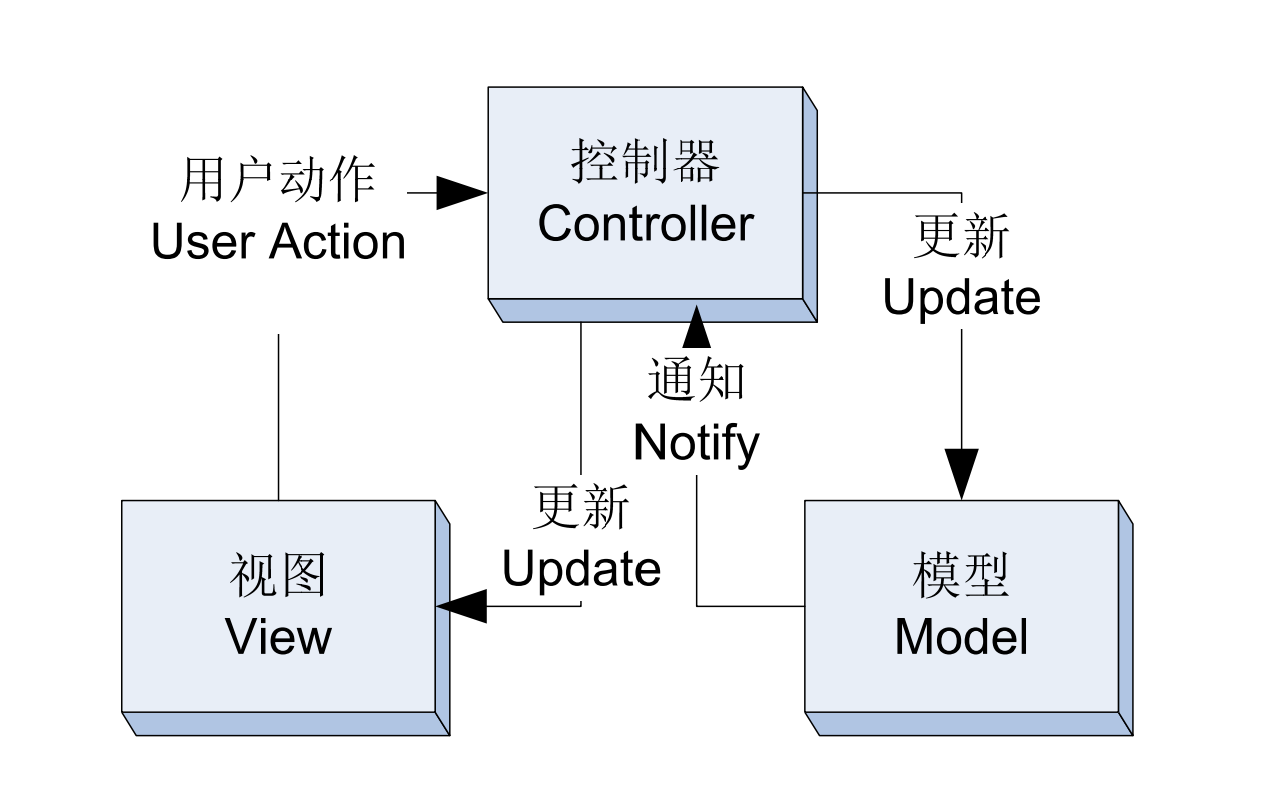 控制器
Controller
用户动作
User Action
更新
Update
通知
Notify
更新
Update
视图
View
模型
Model